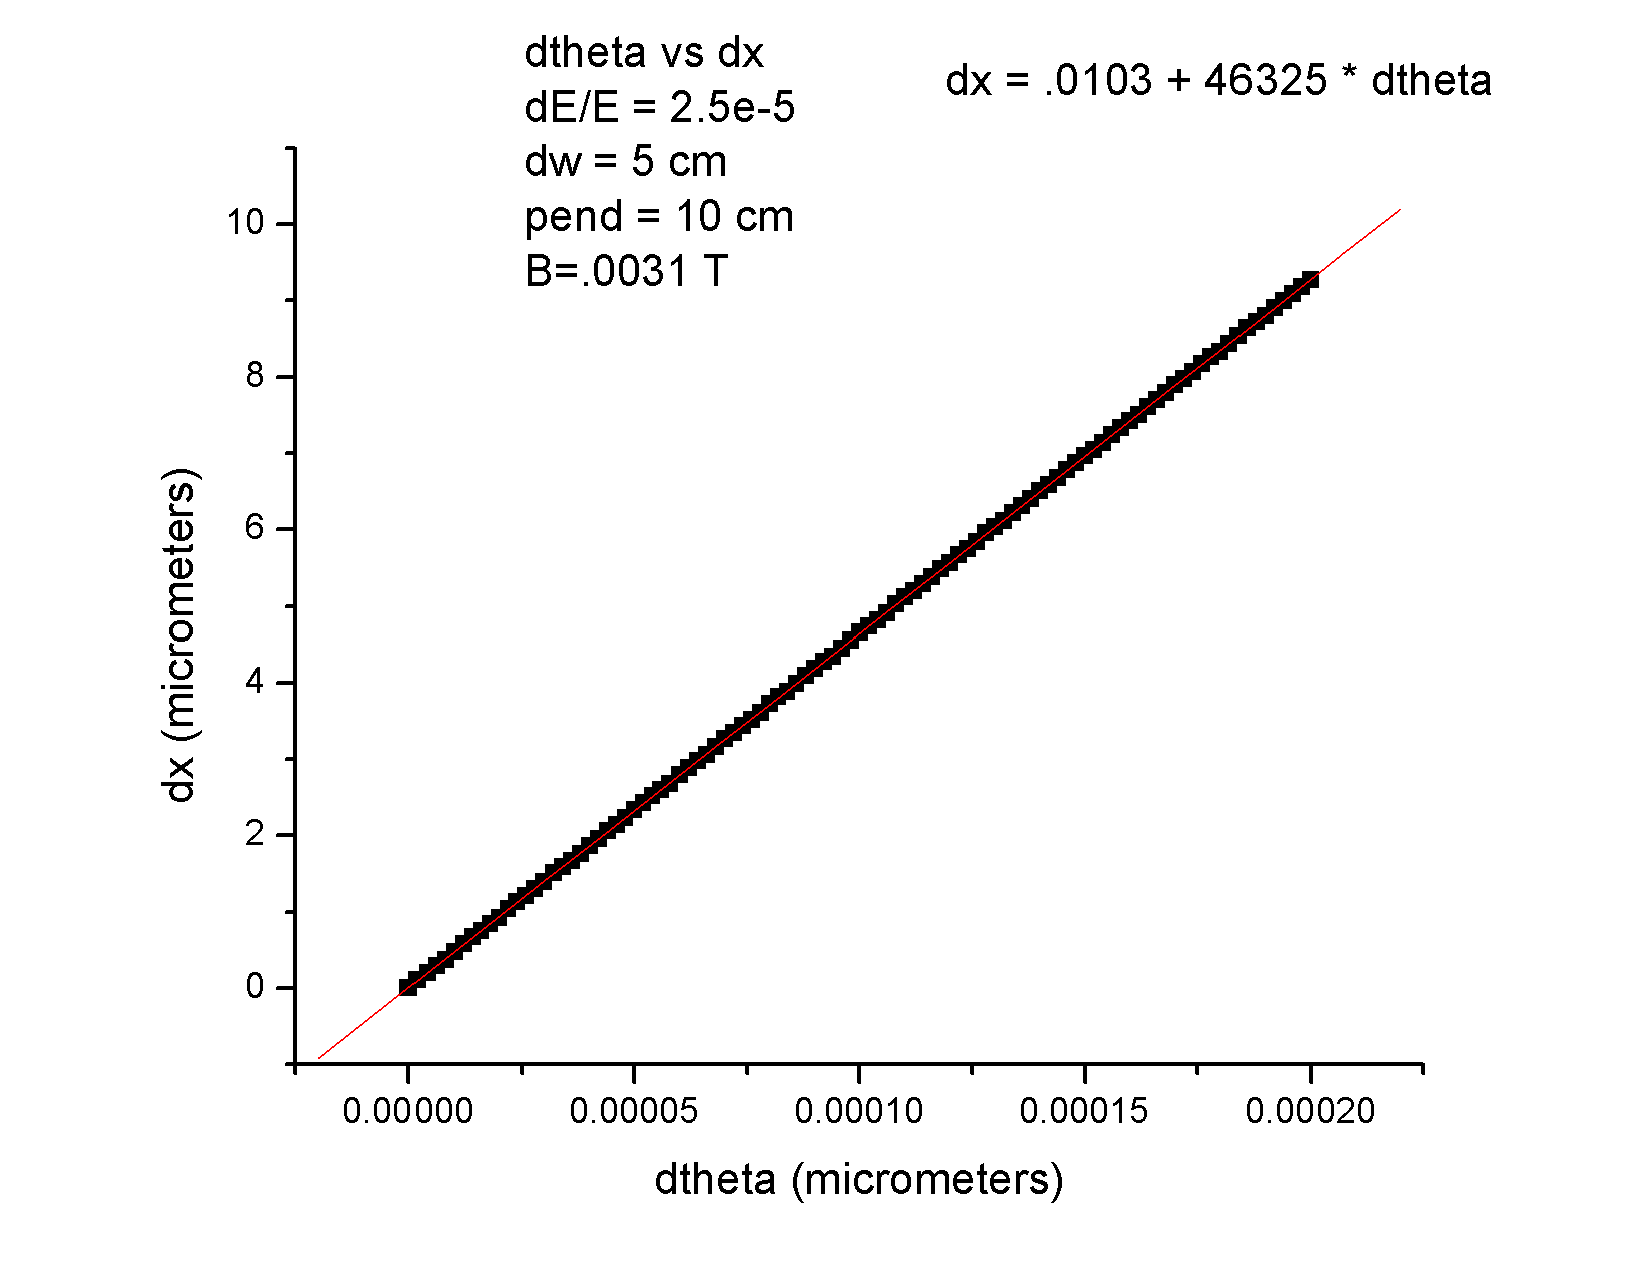 dtheta vs dx
dE/E = 2.5e-5
dw = 5 cm
pend = 10 cm
B=.0031 T
dx = .0103 + 46325 * dtheta
10
8
6
4
2
0
dx (micrometers)
0.00000 0.00005 0.00010 0.00015 0.00020
dtheta (micrometers)